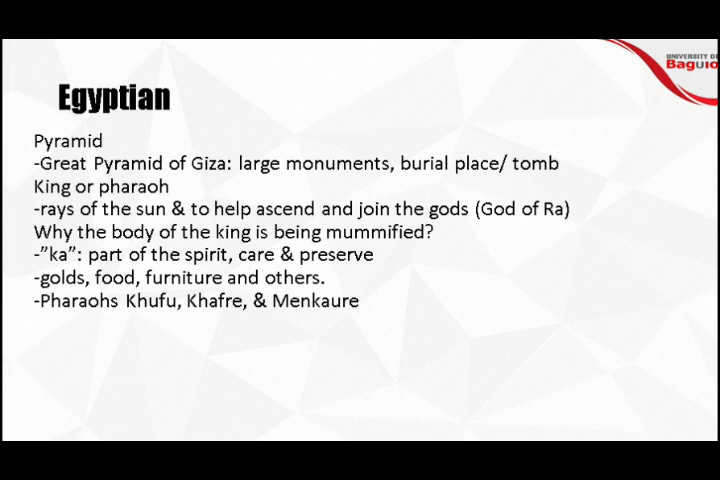 UNIVERSITY OF
Baguio
Egyptian
Pyramid
-Great Pyramid of Giza: large monuments, burial place/ tomb
King or pharaoh
-rays of the sun & to help ascend and join the gods (God of Ra)
Why the body of the king is being mummified?
-”ka”: part of the spirit, care & preserve
-golds, food, furniture and others.
-Pharaohs Khufu, Khafre, & Menkaure